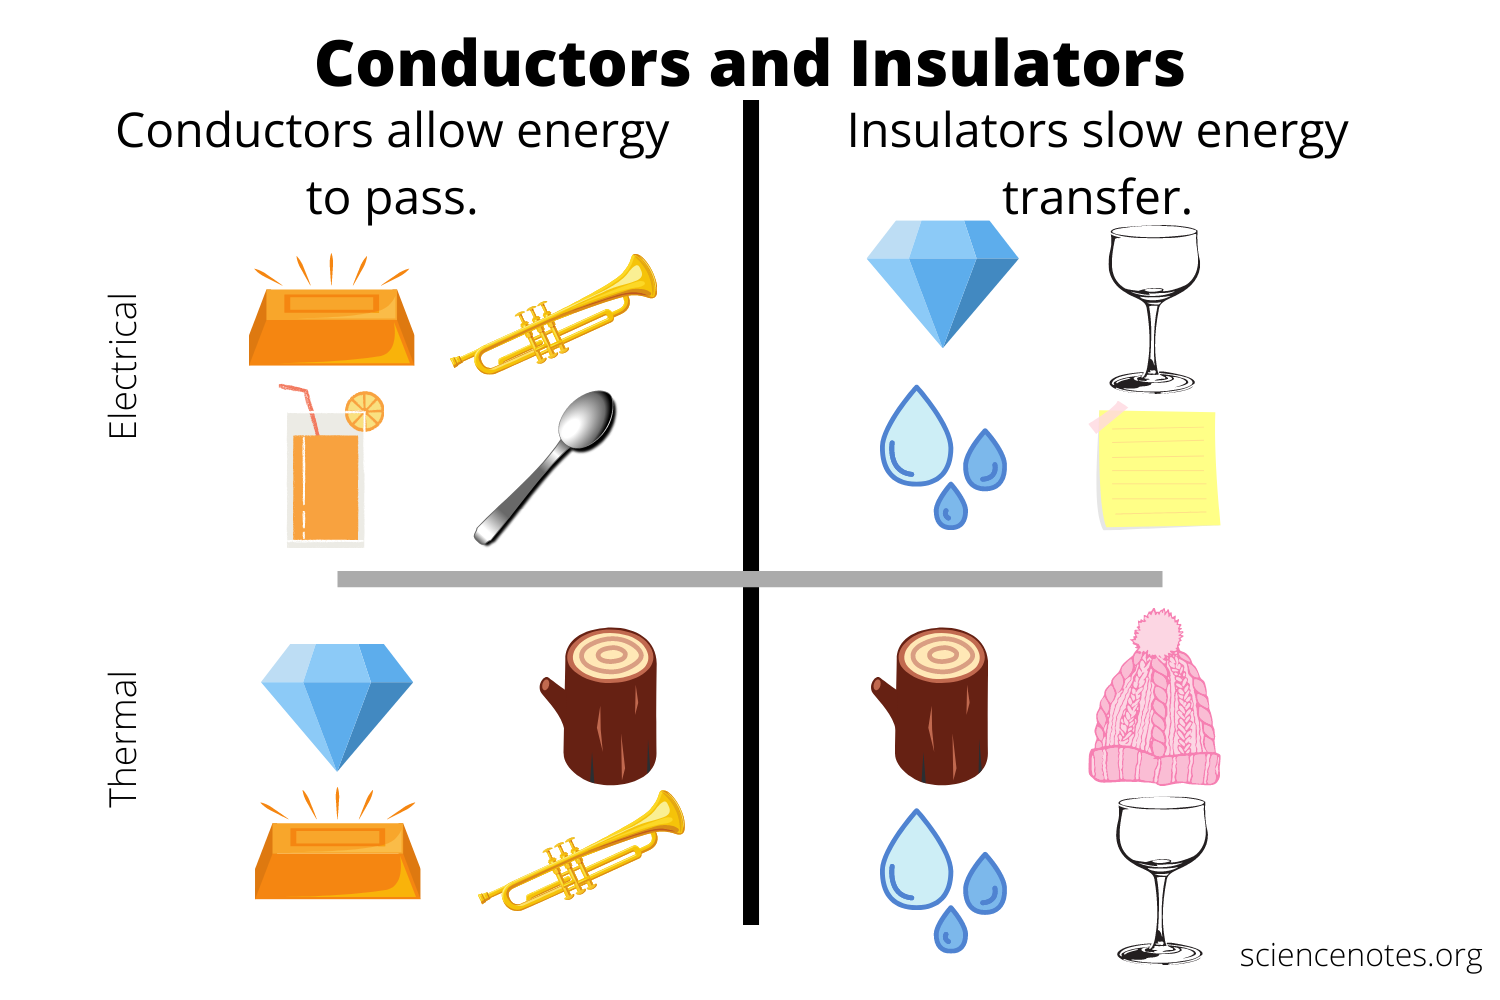 Conductors and Insulators
Conductors allow energy
to pass.
Insulators slow energy
transfer.
Electrical
Thermal
sciencenotes.org